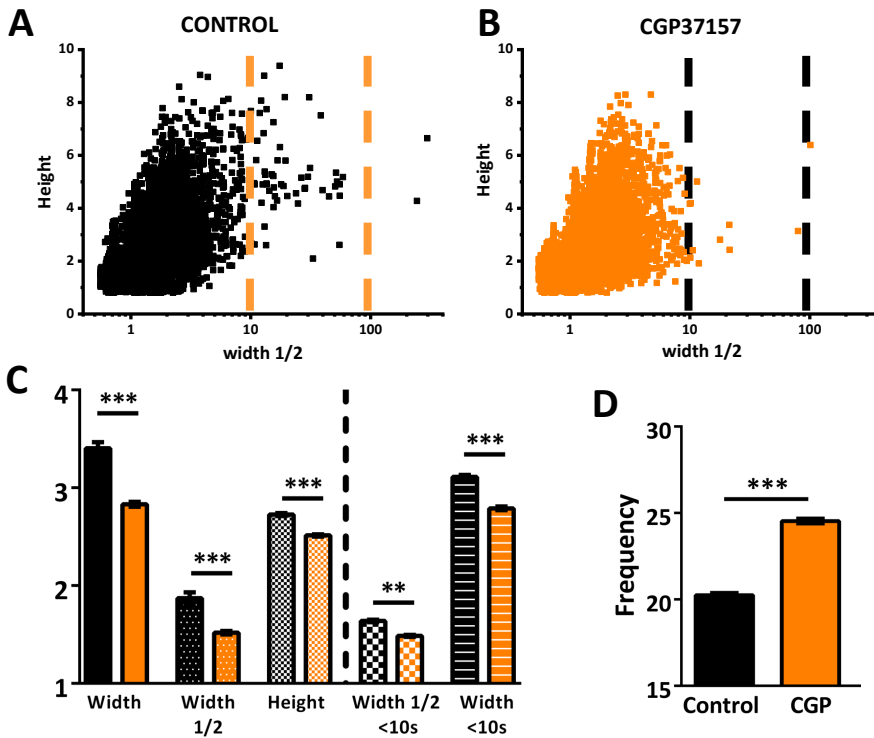 A
CONTROL
10
8
6
4
2
0
Height
1
10
100
width 1/2
B
CGP37157
10
8
6
4
2
0
Height
1
10
100
width 1/2
C
4
3
2
1
***
***
***
**
***
Width
Width
1/2
Height
Width 1/2
<10s
Width
<10s
D
30
25
20
15
Frequency
***
Control
CGP